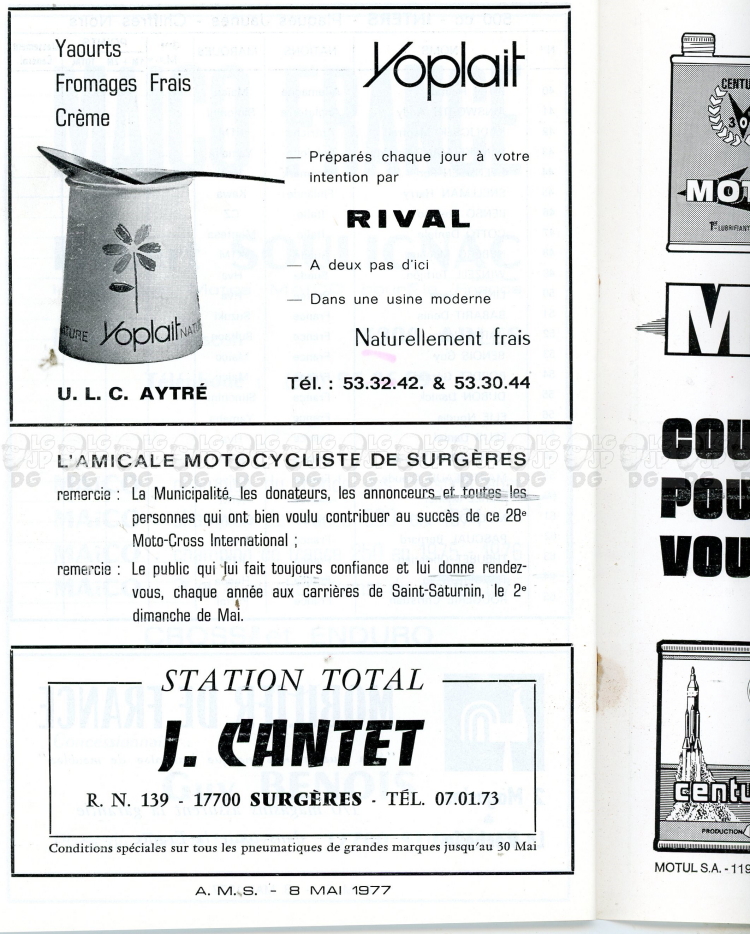 Yaourts
Fromages Frais
Crème
Yoplait
— Préparés chaque jour à votre
intention par
RIVAL
— A deux pas d'ici
— Dans une usine moderne
Naturellement frais
Tél. : 53.32.42. & 53.30.44
Yoplait
U. L. C. AYTRÉ
L'AMICALE MOTOCYCLISTE DE SURGÈRES
remercie : La Municipalité, les donateurs, les annonceurs et toutes les
personnes qui ont bien voulu contribuer au succès de ce 28e
Moto-Cross International ;
remercie : Le public qui lui fait toujours confiance et lui donne rendez-
vous, chaque année aux carrières de Saint-Saturnin, le 2e
dimanche de Mai.
STATION TOTAL
J. CANTET
R. N. 139 - 17700 SURGÈRES - TÉL. 07.01.73
Conditions spéciales sur tous les pneumatiques de grandes marques jusqu'au 30 Mai
A. M. S. - 8 MAI 1977
CENTU
30
MOT
1er LUBRIFIANT
M
COU
POU
VOU
centu
PRODUCTION
MOTUL S.A. - 119